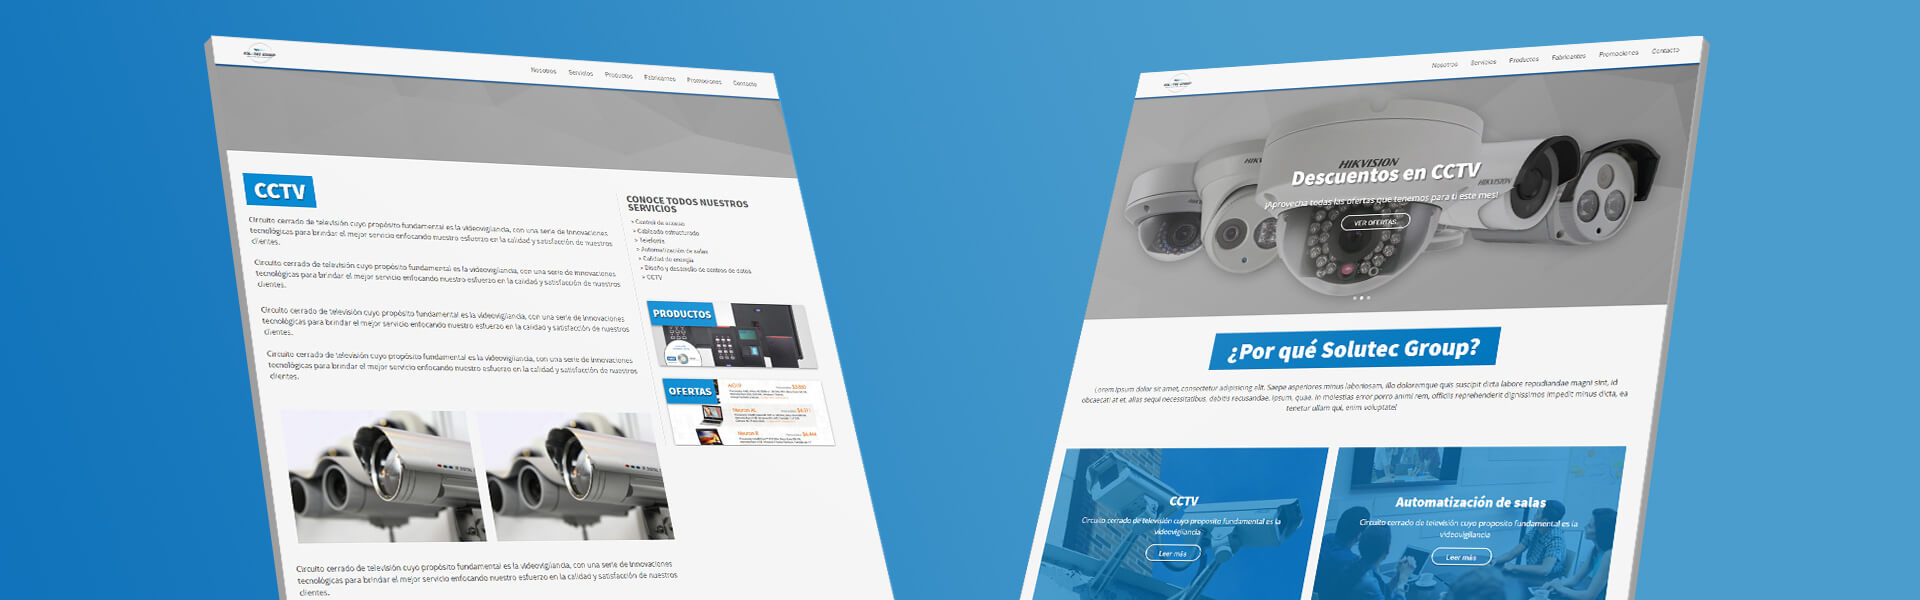 SOLUTEC GROUP
Nosotros Servicios Productos Fabricantes Promociones Contacto
CCTV
Circuito cerrado de televisión cuyo propósito fundamental es la videovigilancia, con una serie de innovaciones
tecnológicas para brindar el mejor servicio enfocando nuestro esfuerzo en la calidad y satisfacción de nuestros
clientes.
Circuito cerrado de televisión cuyo propósito fundamental es la videovigilancia, con una serie de innovaciones
tecnológicas para brindar el mejor servicio enfocando nuestro esfuerzo en la calidad y satisfacción de nuestros
clientes.
Circuito cerrado de televisión cuyo propósito fundamental es la videovigilancia, con una serie de innovaciones
tecnológicas para brindar el mejor servicio enfocando nuestro esfuerzo en la calidad y satisfacción de nuestros
clientes.
Circuito cerrado de televisión cuyo propósito fundamental es la videovigilancia, con una serie de innovaciones
tecnológicas para brindar el mejor servicio enfocando nuestro esfuerzo en la calidad y satisfacción de nuestros
clientes.
Circuito cerrado de televisión cuyo propósito fundamental es la videovigilancia, con una serie de innovaciones
tecnológicas para brindar el mejor servicio enfocando nuestro esfuerzo en la calidad y satisfacción de nuestros
clientes.
CONOCE TODOS NUESTROS
SERVICIOS
> Control de acceso
> Cableado estructurado
> Telefonía
> Automatización de salas
> Calidad de energía
> Diseño y desarrollo de centros de datos
> CCTV
PRODUCTOS
OFERTAS
SOLUTEC GROUP
Nosotros Servicios Productos Fabricantes Promociones Contacto
HIKVISION
HIKVISION
Descuentos en CCTV
¡Aprovecha todas las ofertas que tenemos para ti este mes!
VER OFERTAS
¿Por qué Solutec Group?
Lorem ipsum dolor sit amet, consectetur adipisicing elit. Saepe asperiores minus laboriosam, illo doloremque quis suscipit dicta labore repudiandae magni sint, id
obcaecati at et, alias sequi necessitatibus, debitis recusandae. Ipsum, quae. In molestias error porro animi rem, officiis reprehenderit dignissimos impedit minus dicta, ea
tenetur ullam qui, enim voluptate!
CCTV
Circuito cerrado de televisión cuyo proposito fundamental es la
videovigilancia
Leer más
Automatización de salas
Circuito cerrado de televisión cuyo proposito fundamental es la
videovigilancia
Leer más